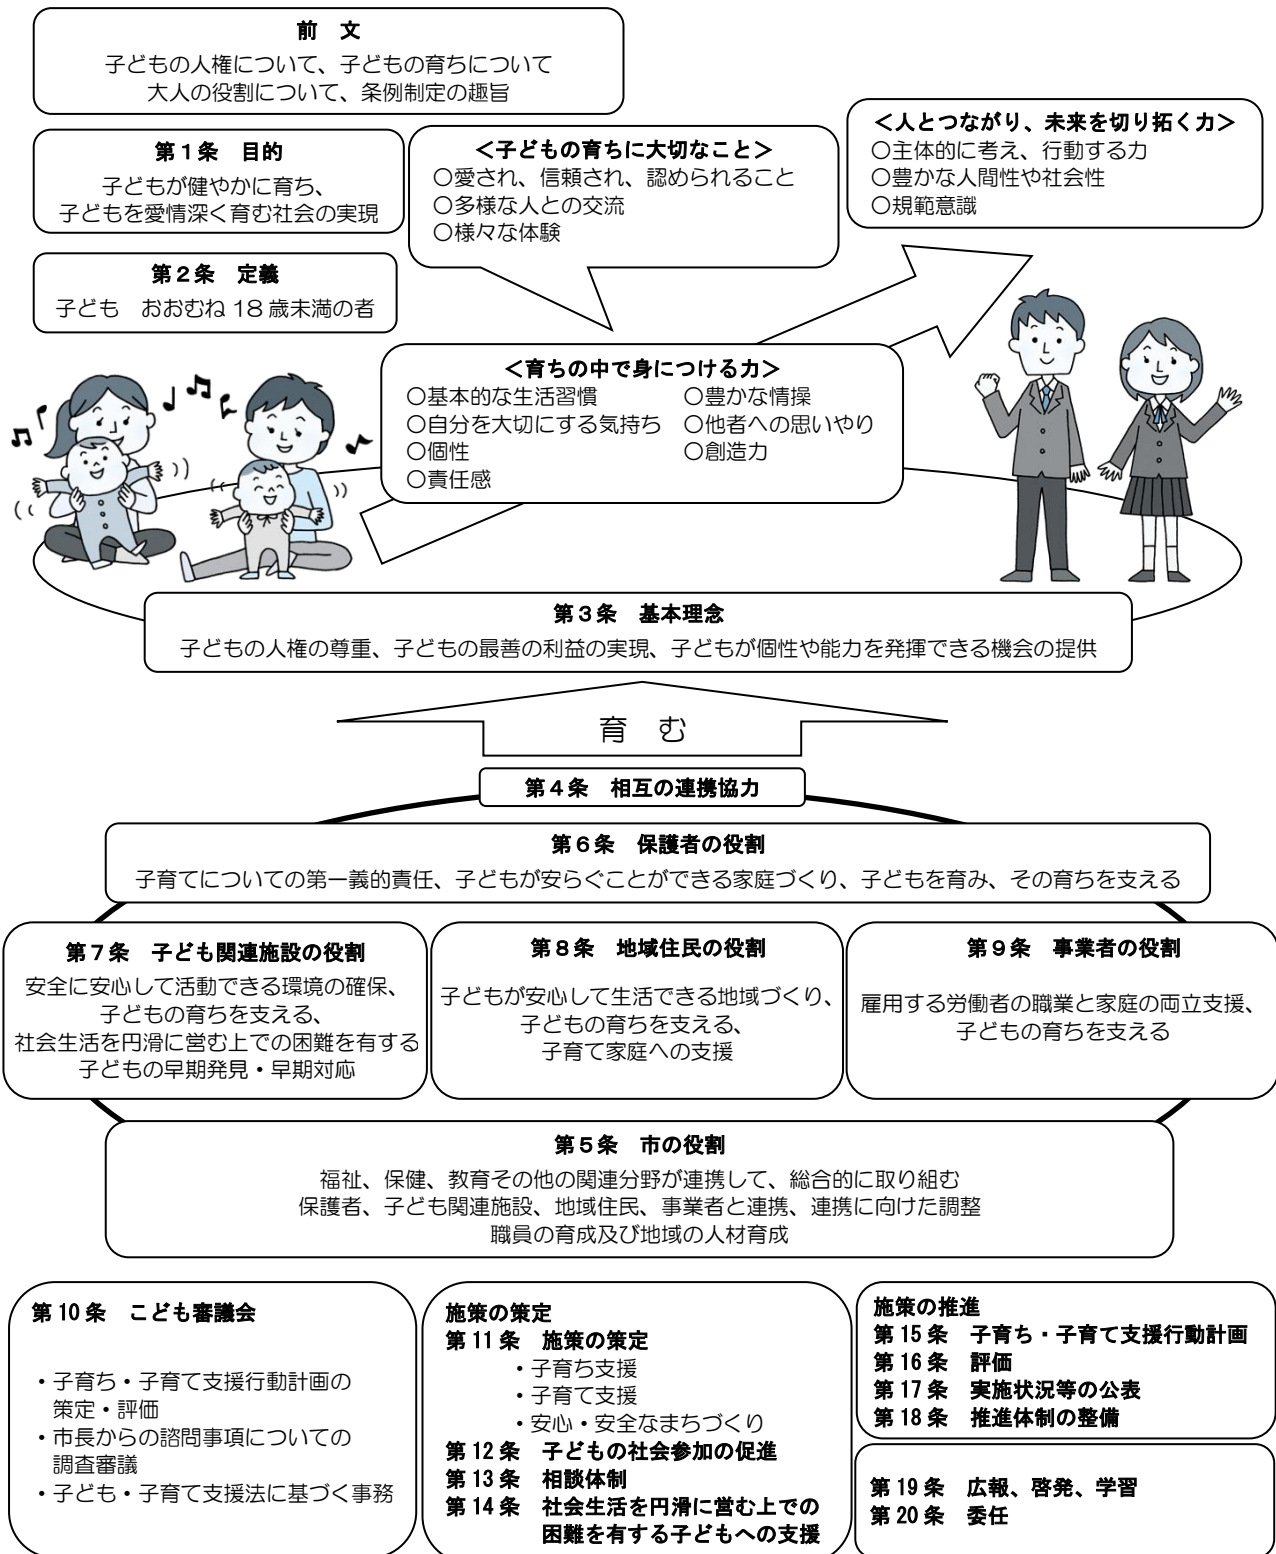 前　文
子どもの人権について、子どもの育ちについて
大人の役割について、条例制定の趣旨
第1条　目的
子どもが健やかに育ち、
子どもを愛情深く育む社会の実現
第2条　定義
子ども　おおむね 18 歳未満の者
＜子どもの育ちに大切なこと＞
○愛され、信頼され、認められること
○多様な人との交流
○様々な体験
＜人とつながり、未来を切り拓く力＞
○主体的に考え、行動する力
○豊かな人間性や社会性
○規範意識
＜育ちの中で身につける力＞
○基本的な生活習慣　○豊かな情操
○自分を大切にする気持ち　○他者への思いやり
○個性　○創造力
○責任感
第3条　基本理念
子どもの人権の尊重、子どもの最善の利益の実現、子どもが個性や能力を発揮できる機会の提供
育　む
第4条　相互の連携協力
第6条　保護者の役割
子育てについての第一義的責任、子どもが安らぐことができる家庭づくり、子どもを育み、その育ちを支える
第7条　子ども関連施設の役割
安全に安心して活動できる環境の確保、
子どもの育ちを支える、
社会生活を円滑に営む上での困難を有する
子どもの早期発見・早期対応
第8条　地域住民の役割
子どもが安心して生活できる地域づくり、
子どもの育ちを支える、
子育て家庭への支援
第9条　事業者の役割
雇用する労働者の職業と家庭の両立支援、
子どもの育ちを支える
第5条　市の役割
福祉、保健、教育その他の関連分野が連携して、総合的に取り組む
保護者、子ども関連施設、地域住民、事業者と連携、連携に向けた調整
職員の育成及び地域の人材育成
第 10 条　こども審議会
・子育ち・子育て支援行動計画の
策定・評価
・市長からの諮問事項についての
調査審議
・子ども・子育て支援法に基づく事務
施策の策定
第 11 条　施策の策定
・子育ち支援
・子育て支援
・安心・安全なまちづくり
第 12 条　子どもの社会参加の促進
第 13 条　相談体制
第 14 条　社会生活を円滑に営む上での
困難を有する子どもへの支援
施策の推進
第 15 条　子育ち・子育て支援行動計画
第 16 条　評価
第 17 条　実施状況等の公表
第 18 条　推進体制の整備
第 19 条　広報、啓発、学習
第 20 条　委任